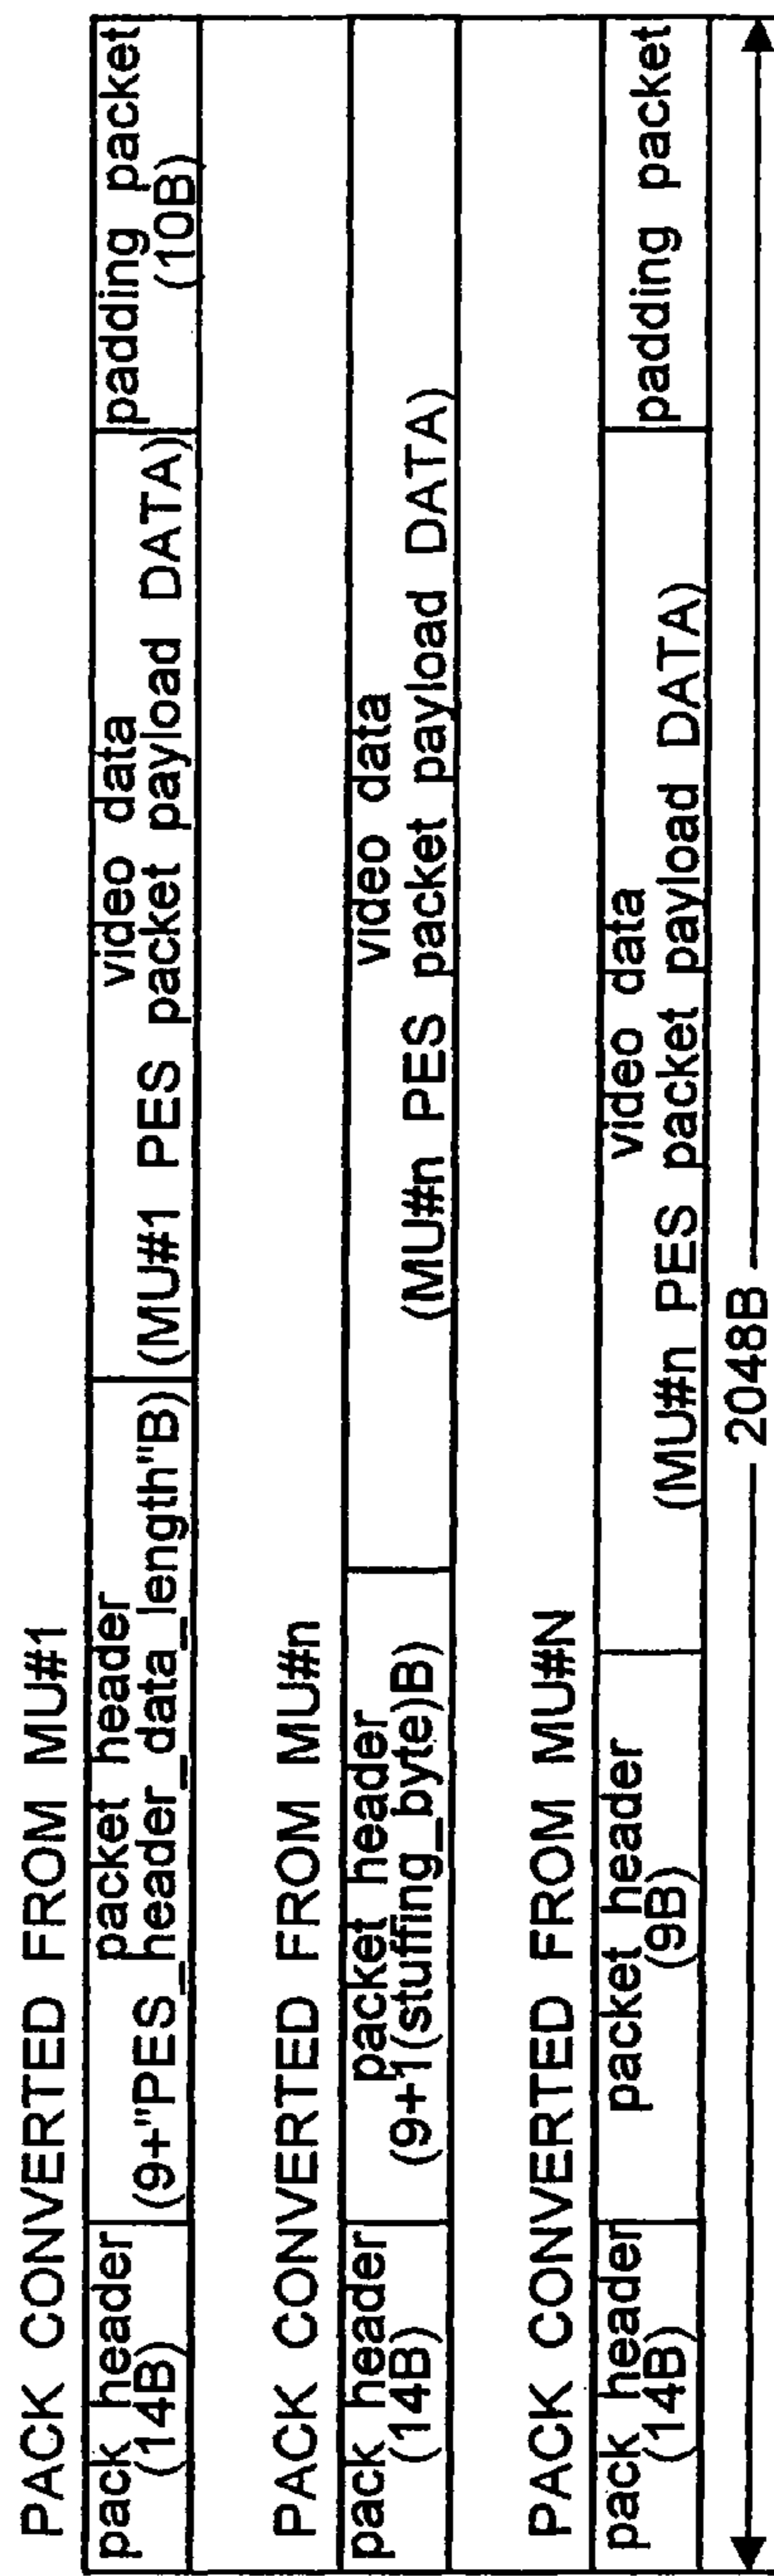 PACK CONVERTED FROM MU#1
pack header
(14B)
packet header
(9+"PES_header_data_length"B)
video data
(MU#1 PES packet payload DATA)
padding packet
(10B)
PACK CONVERTED FROM MU#n
pack header
(14B)
packet header
(9+1(stuffing_byte)B)
video data
(MU#n PES packet payload DATA)
PACK CONVERTED FROM MU#N
pack header
(14B)
packet header
(9B)
video data
(MU#n PES packet payload DATA)
padding packet
2048B